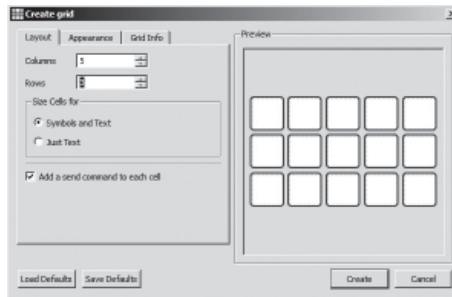 Create grid
Layout Appearance Grid Info
Columns 5
Rows
Size Cells for
Symbols and Text
Just Text
Add a send command to each cell
Load Defaults Save Defaults
Preview
Create Cancel